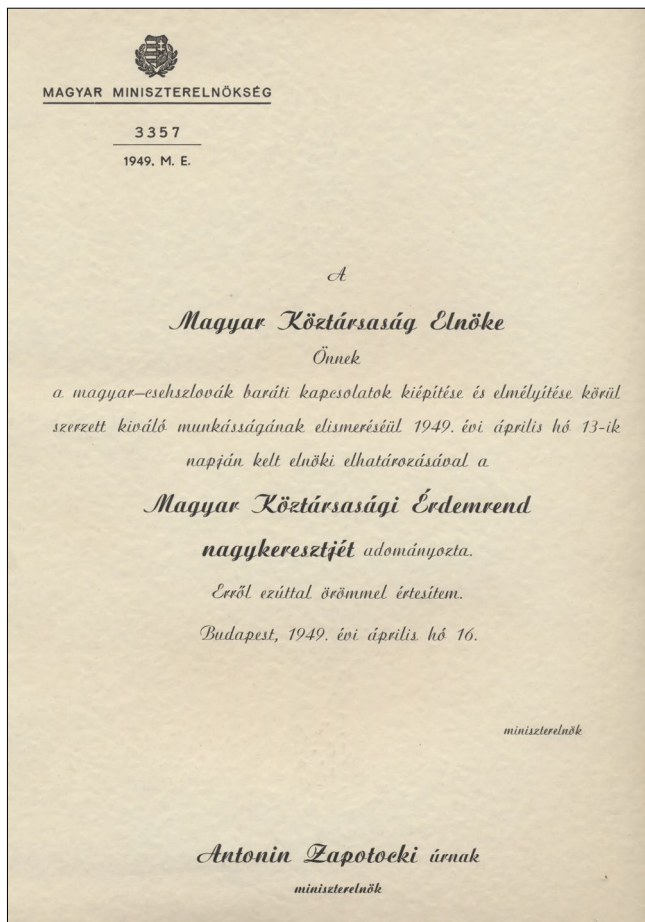 MAGYAR MINISZTERELNÖKSÉG
3357
1949. M. E.
A
Magyar Köztársaság Elnöke
Önnek
a magyar—csehszlovák baráti kapcsolatok kiépítése és elmélyítése körül
szerzett kiváló munkásságának elismeréséül 1949. évi április hó 13-ik
napján kelt elnöki elhatározásával a
Magyar Köztársasági Érdemrend
nagykeresztjét adományozta.
Erről ezúttal örömmel értesítem.
Budapest, 1949. évi április hó 16.
miniszterelnök
Antonin Zapotocki úrnak
miniszterelnök